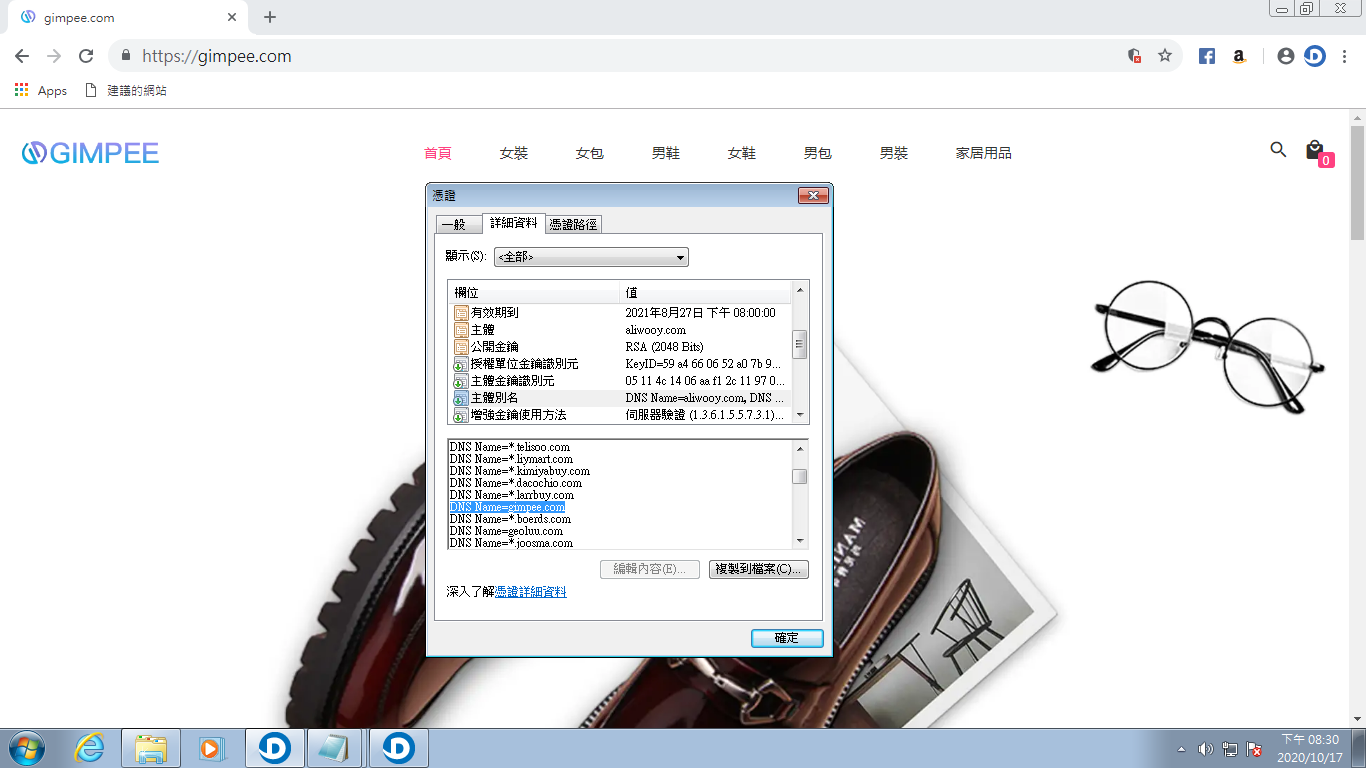 gimpee.com
https://gimpee.com
Apps
建議的網站
GIMPEE
首頁 女裝 女包 男鞋 女鞋 男包 男裝 家居用品
0
憑證
一般 詳細資料 憑證路徑
顯示(S): <全部>
欄位 值
有效期到 2021年8月27日 下午 08:00:00
主體 aliwooy.com
公開金鑰 RSA (2048 Bits)
授權單位金鑰識別元 KeyID=59 a4 66 06 52 a0 7b 9...
主體金鑰識別元 05 11 4c 14 06 aa f1 2c 11 97 0...
主體別名 DNS Name=aliwooy.com, DNS ...
增強金鑰使用方法 伺服器驗證 (1.3.6.1.5.5.7.3.1)...
DNS Name=*.telisoo.com
DNS Name=*.liymart.com
DNS Name=*.kimiyabuy.com
DNS Name=*.dacochio.com
DNS Name=*.larrbuy.com
DNS Name=gimpee.com
DNS Name=*.boerds.com
DNS Name=geoluu.com
DNS Name=*.joosma.com
編輯內容(E)... 複製到檔案(C)...
深入了解憑證詳細資料
確定
下午 08:30
2020/10/17